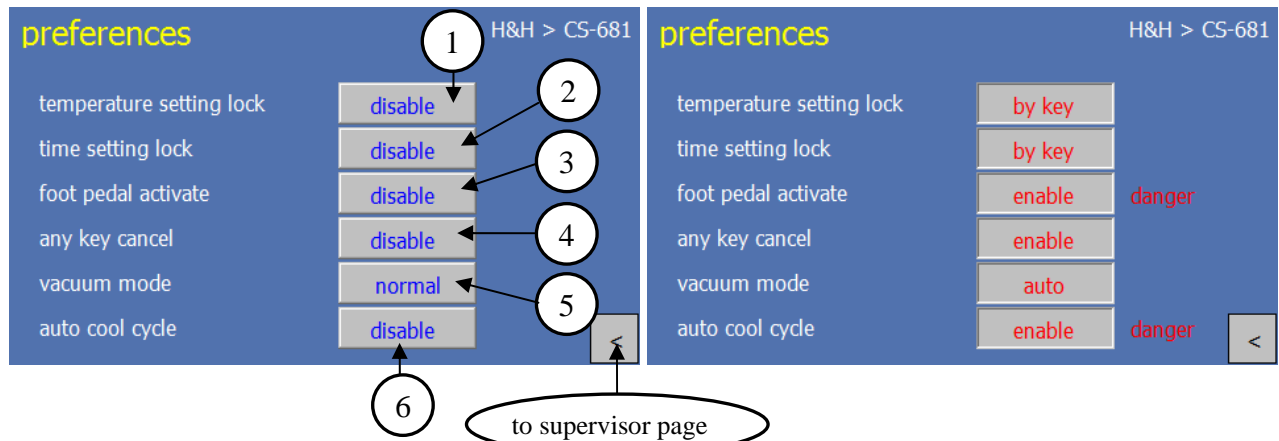 preferences
H&H > CS-681
1
temperature setting lock
disable
2
time setting lock
disable
3
foot pedal activate
disable
any key cancel
disable
4
vacuum mode
normal
5
auto cool cycle
disable
<
6
to supervisor page
preferences
H&H > CS-681
temperature setting lock
by key
time setting lock
by key
foot pedal activate
enable
danger
any key cancel
enable
vacuum mode
auto
auto cool cycle
enable
danger
<